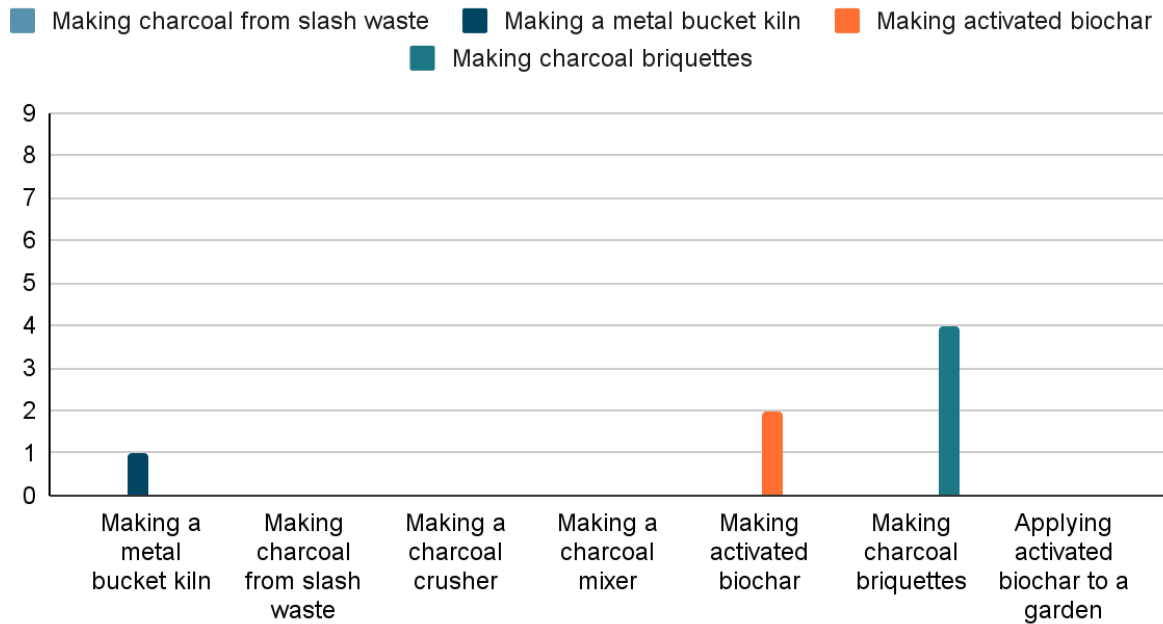 Making charcoal from slash waste
Making a metal bucket kiln
Making activated biochar
Making charcoal briquettes
9
8
7
6
5
4
3
2
1
0
Making a
metal
bucket kiln
Making
charcoal
from slash
waste
Making a
charcoal
crusher
Making a
charcoal
mixer
Making
activated
biochar
Making
charcoal
briquettes
Applying
activated
biochar to a
garden